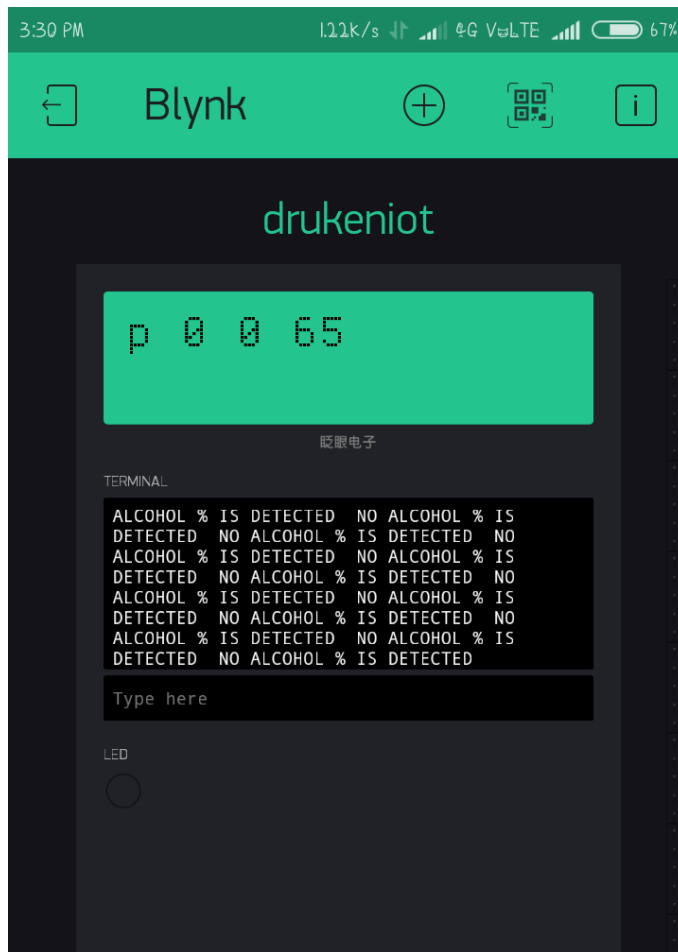 3:30 PM 1.22K/s 4G VoLTE 67%
Blynk
i
drukeniot
p 0 0 65
眨眼电子
TERMINAL
ALCOHOL % IS DETECTED  NO ALCOHOL % IS
DETECTED  NO ALCOHOL % IS DETECTED  NO
ALCOHOL % IS DETECTED  NO ALCOHOL % IS
DETECTED  NO ALCOHOL % IS DETECTED  NO
ALCOHOL % IS DETECTED  NO ALCOHOL % IS
DETECTED  NO ALCOHOL % IS DETECTED  NO
ALCOHOL % IS DETECTED  NO ALCOHOL % IS
DETECTED  NO ALCOHOL % IS DETECTED
Type here
LED